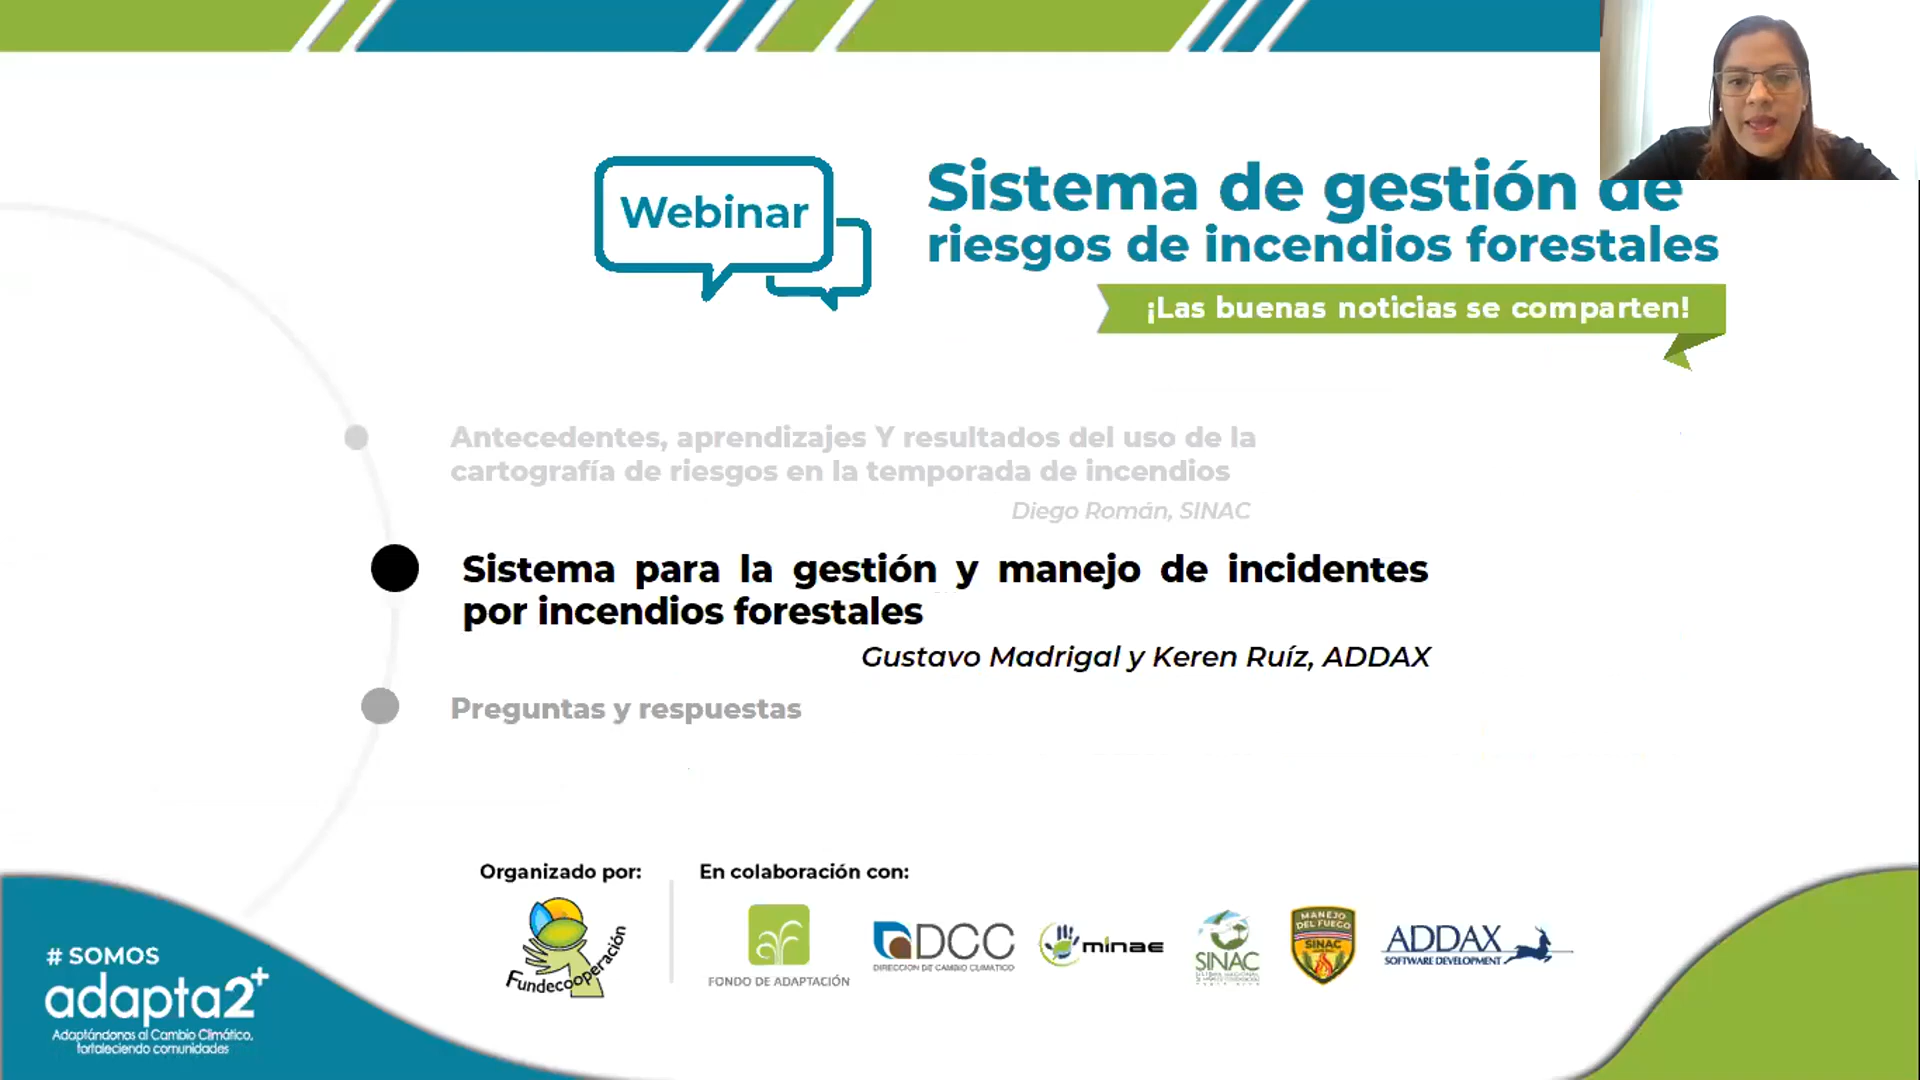 Webinar
Sistema de gestión de
riesgos de incendios forestales
¡Las buenas noticias se comparten!
Antecedentes, aprendizajes Y resultados del uso de la
cartografía de riesgos en la temporada de incendios
Diego Román, SINAC
Sistema para la gestión y manejo de incidentes
por incendios forestales
Gustavo Madrigal y Keren Ruíz, ADDAX
Preguntas y respuestas
Organizado por:
En colaboración con:
Fundecooperación
FONDO DE ADAPTACIÓN
DCC
DIRECCION DE CAMBIO CLIMATICO
minae
SINAC
MANEJO
DEL FUEGO
SINAC
ADDAX
SOFTWARE DEVELOPMENT
# SOMOS
adapta2+
Adaptándonos al Cambio Climático,
fortaleciendo comunidades